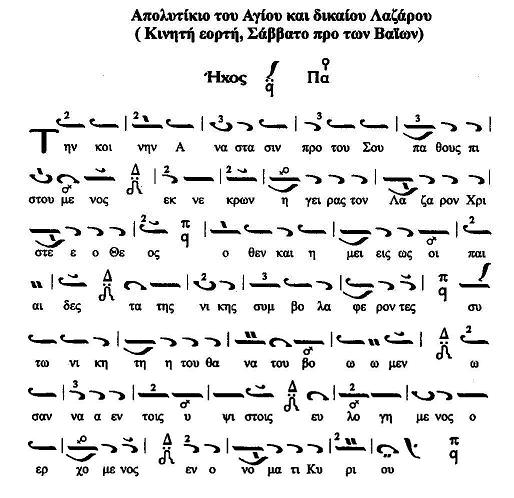 Απολυτίκιο του Αγίου και δικαίου Λαζάρου
( Κινητή εορτή, Σάββατο προ των Βαΐων)
Ήχος Πα
Την κοι νην Α να στα σιν προ του Σου πα θους πι
στου με νος Δ εκ νε κρων η γει ρας τον Λα ζα ρον Χρι
στε ε ο Θε ος π q ο θεν και η μει εις ως οι παι
αι δες Δ τα της νι κης συμ βο λα φε ρον τες π q συ
τω νι κη τη η του θα να του βο ω ω μεν Δ ω
σαν να α εν τοις υ ψι στοις Δ ευ λο γη με νος ο
ερ χο με νος Δ εν ο νο μα τι Κυ ρι ου π q